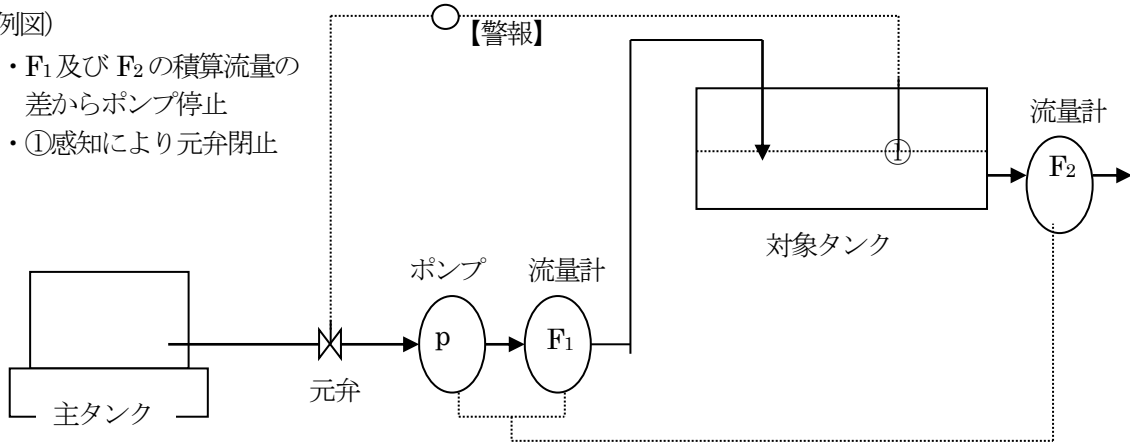 例図)
・F₁及び F₂の積算流量の
差からポンプ停止
・①感知により元弁閉止
【警報】
流量計
①
F₂
対象タンク
ポンプ
流量計
p
F₁
元弁
主タンク